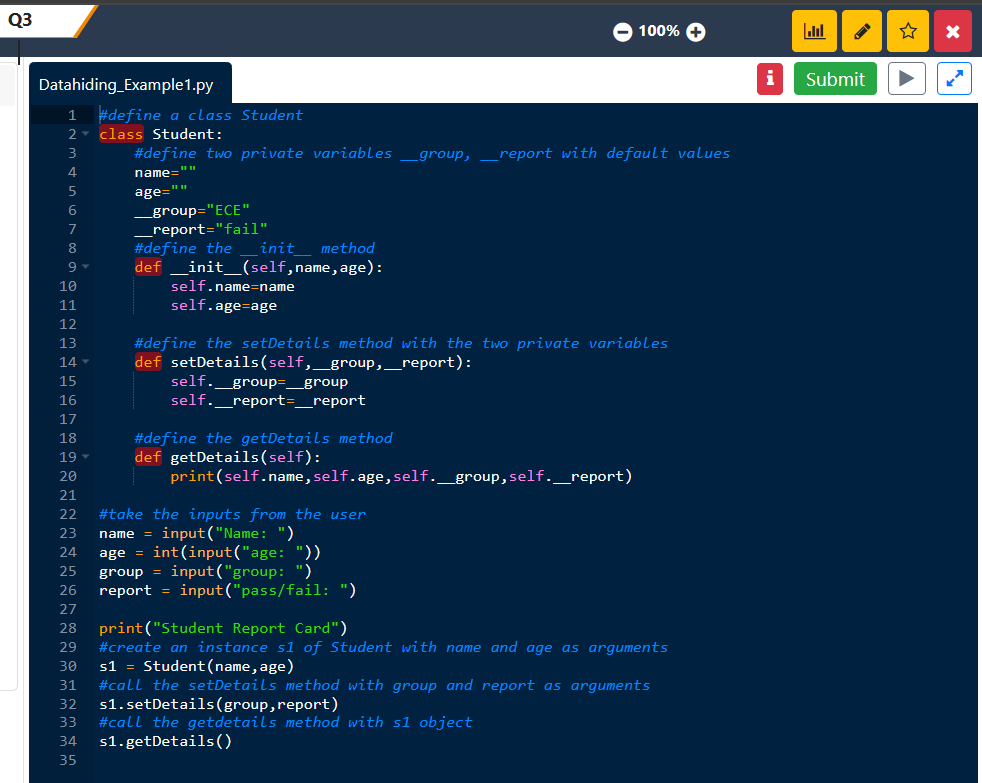 Q3
100%
Datahiding_Example1.py
Submit
1 #define a class Student
2 class Student:
3 #define two private variables __group, __report with default values
4 name=""
5 age=""
6 __group="ECE"
7 __report="fail"
8 #define the __init__ method
9 def __init__(self,name,age):
10 self.name=name
11 self.age=age
12
13 #define the setDetails method with the two private variables
14 def setDetails(self,__group,__report):
15 self.__group=__group
16 self.__report=__report
17
18 #define the getDetails method
19 def getDetails(self):
20 print(self.name,self.age,self.__group,self.__report)
21
22 #take the inputs from the user
23 name = input("Name: ")
24 age = int(input("age: "))
25 group = input("group: ")
26 report = input("pass/fail: ")
27
28 print("Student Report Card")
29 #create an instance s1 of Student with name and age as arguments
30 s1 = Student(name,age)
31 #call the setDetails method with group and report as arguments
32 s1.setDetails(group,report)
33 #call the getdetails method with s1 object
34 s1.getDetails()
35